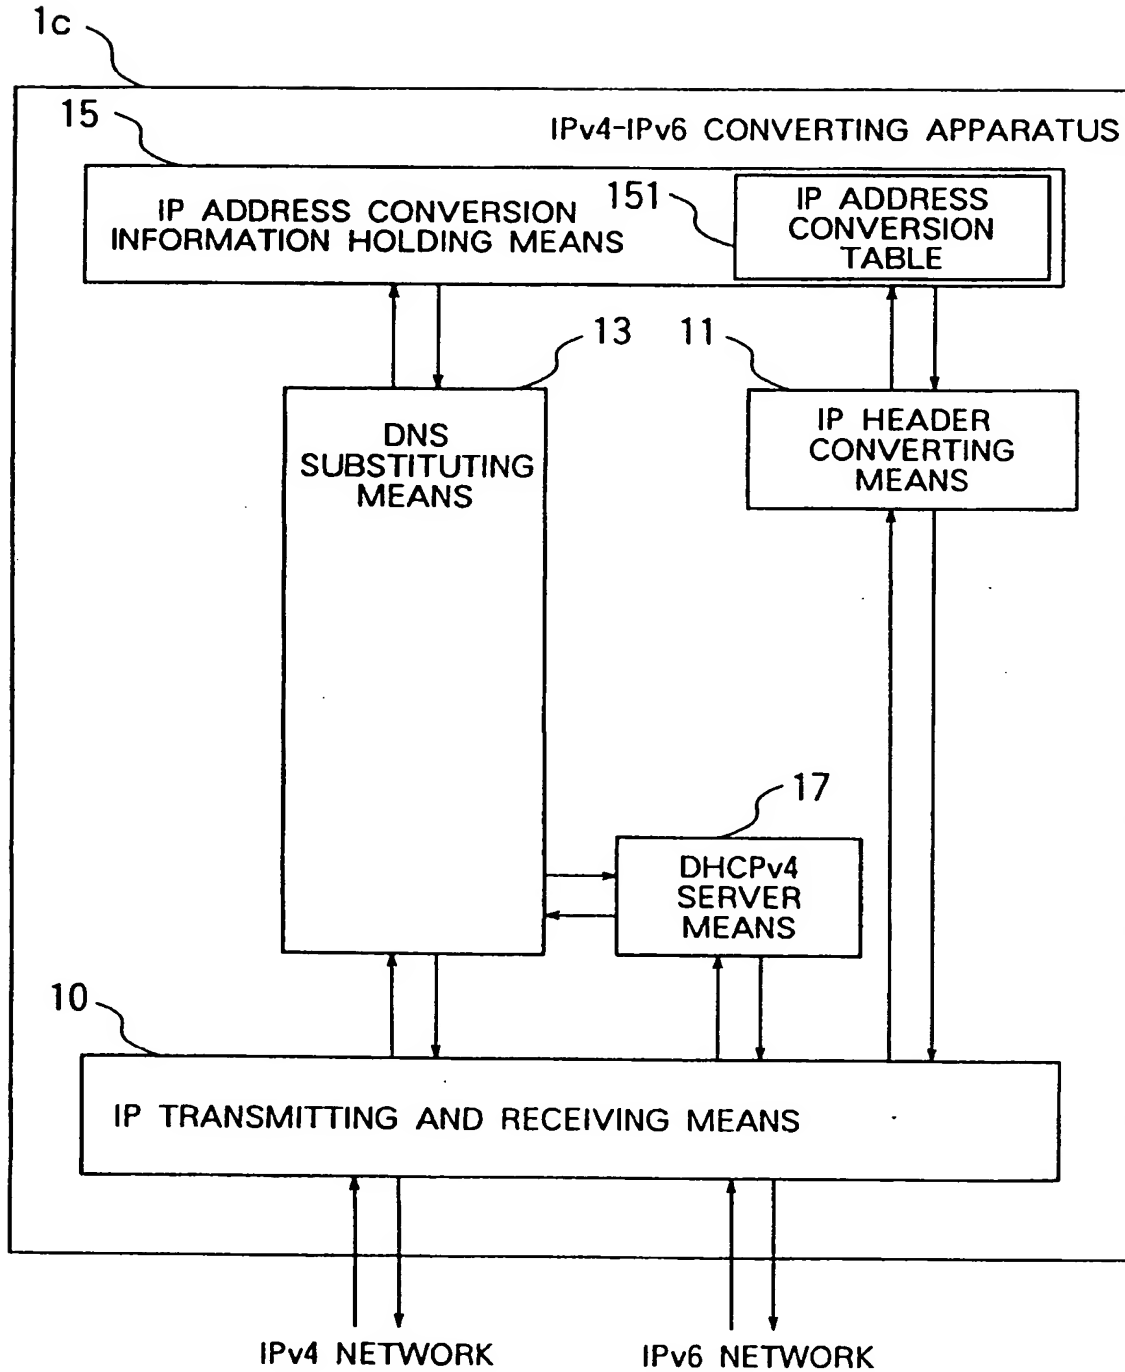 1c
15
IPv4-IPv6 CONVERTING APPARATUS
IP ADDRESS CONVERSION
INFORMATION HOLDING MEANS
151
IP ADDRESS
CONVERSION
TABLE
13
11
DNS
SUBSTITUTING
MEANS
IP HEADER
CONVERTING
MEANS
17
DHCPv4
SERVER
MEANS
10
IP TRANSMITTING AND RECEIVING MEANS
IPv4 NETWORK
IPv6 NETWORK